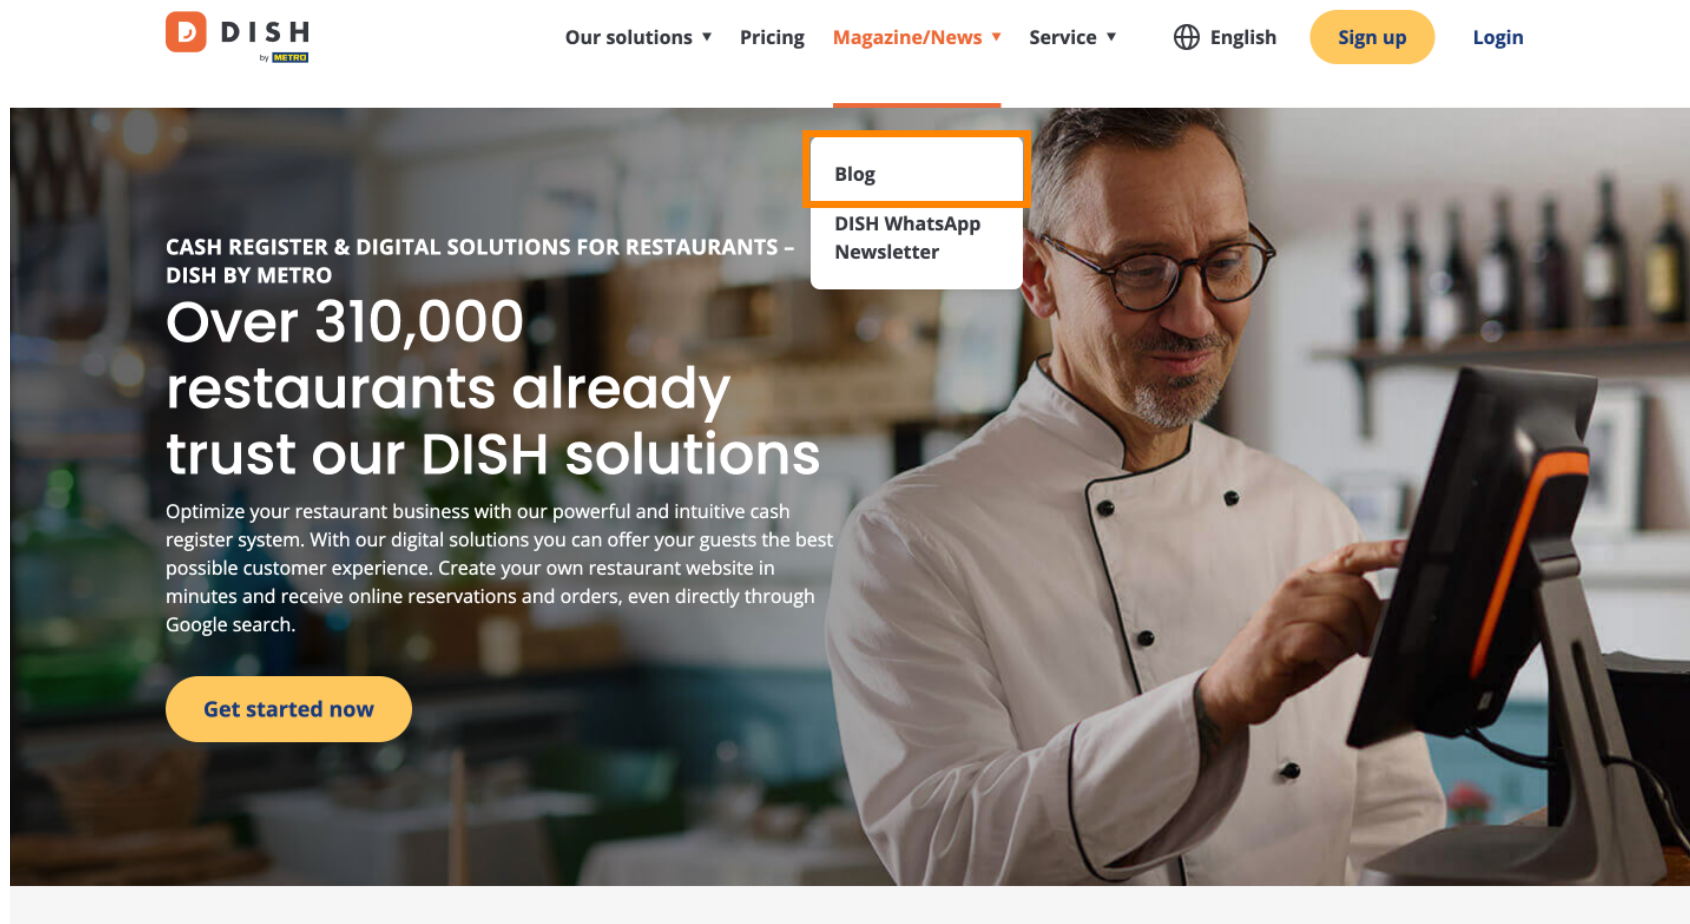 DISH
by METRO
Our solutions ▼
Pricing
Magazine/News ▼
Service ▼
English
Sign up
Login
Blog
DISH WhatsApp
Newsletter
CASH REGISTER & DIGITAL SOLUTIONS FOR RESTAURANTS –
DISH BY METRO
Over 310,000
restaurants already
trust our DISH solutions
Optimize your restaurant business with our powerful and intuitive cash
register system. With our digital solutions you can offer your guests the best
possible customer experience. Create your own restaurant website in
minutes and receive online reservations and orders, even directly through
Google search.
Get started now